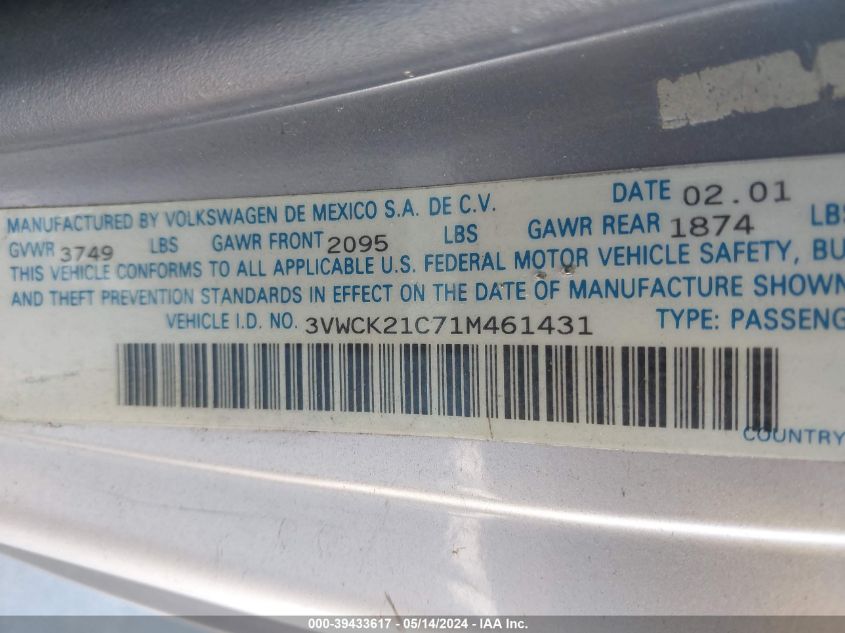 MANUFACTURED BY VOLKSWAGEN DE MEXICO S.A. DE C.V. DATE 02.01
GVWR 3749 LBS GAWR FRONT 2095 LBS GAWR REAR 1874 LBS
THIS VEHICLE CONFORMS TO ALL APPLICABLE U.S. FEDERAL MOTOR VEHICLE SAFETY, BU
AND THEFT PREVENTION STANDARDS IN EFFECT ON THE DATE OF MANUFACTURE SHOWN
VEHICLE I.D. NO. 3VWCK21C71M461431 TYPE: PASSENG
COUNTRY
000-39433617 - 05/14/2024 - IAA, Inc.